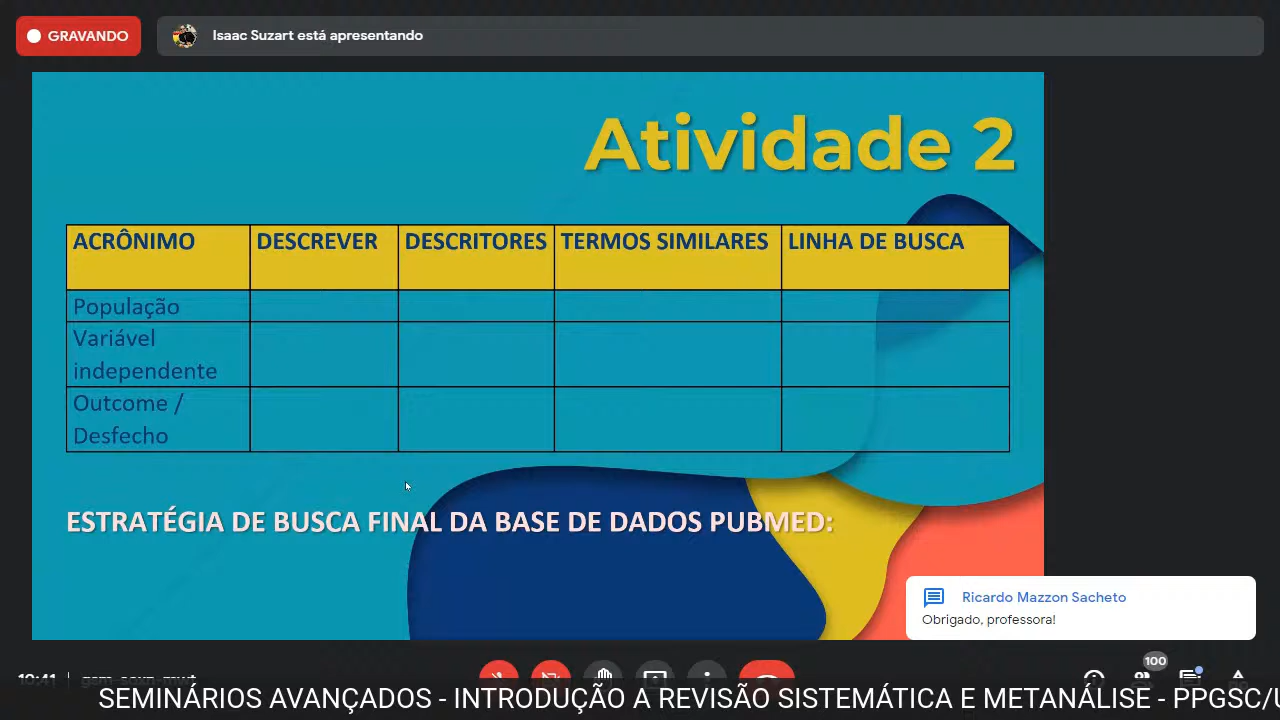 GRAVANDO
Isaac Suzart está apresentando
Atividade 2
ACRÔNIMO DESCREVER DESCRITORES TERMOS SIMILARES LINHA DE BUSCA
População
Variável
independente
Outcome /
Desfecho
ESTRATÉGIA DE BUSCA FINAL DA BASE DE DADOS PUBMED:
Ricardo Mazzon Sacheto
Obrigado, professora!
100
10:41
SEMINÁRIOS AVANÇADOS - INTRODUÇÃO A REVISÃO SISTEMÁTICA E METANÁLISE - PPGSC/